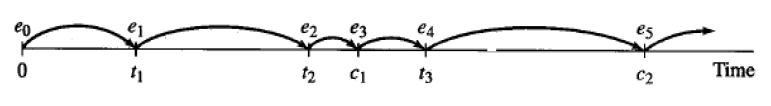 e₀ e₁ e₂ e₃ e₄ e₅
0 t₁ t₂ c₁ t₃ c₂ Time